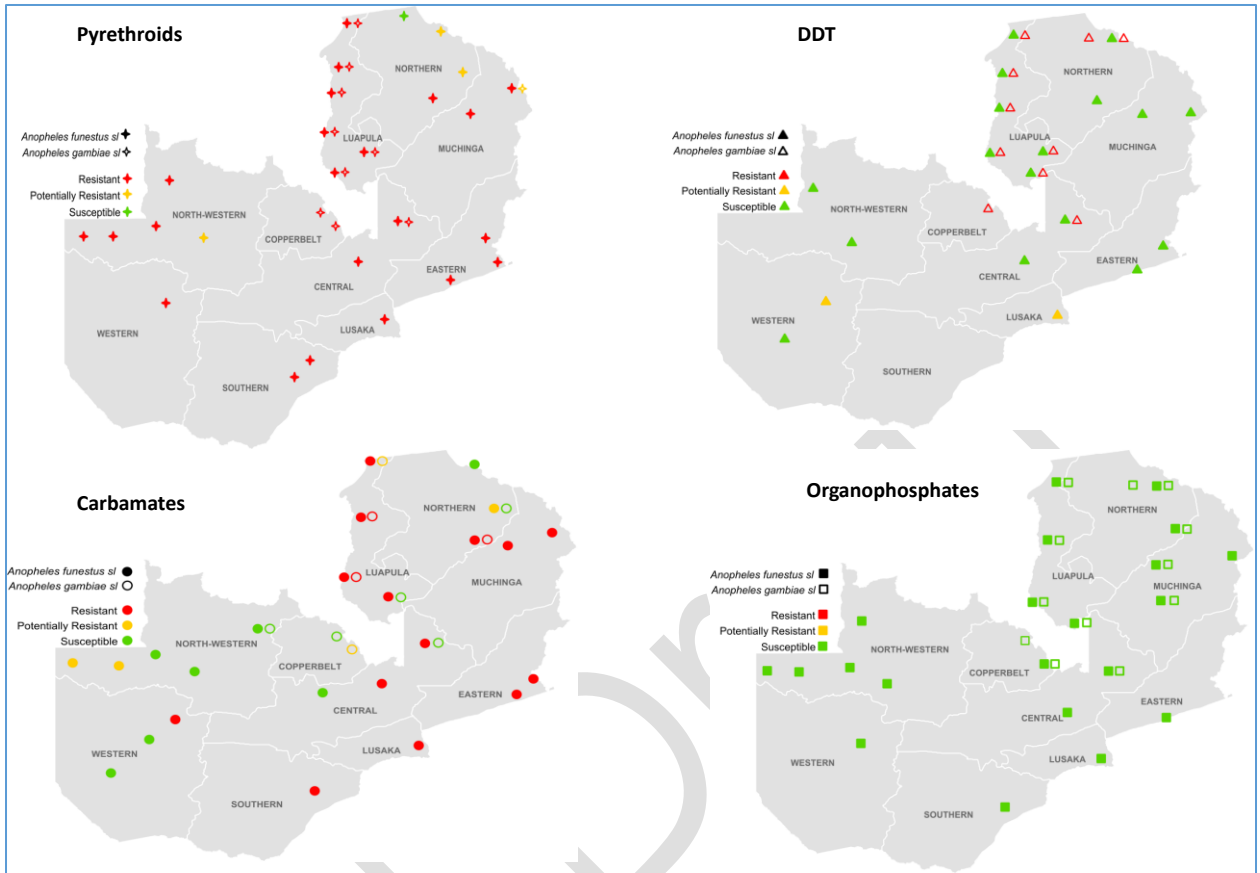 Pyrethroids
NORTHERN
Anopheles funestus sl
Anopheles gambiae sl
LUAPULA
MUCHINGA
Resistant
Potentially Resistant
Susceptible
NORTH-WESTERN
COPPERBELT
EASTERN
CENTRAL
WESTERN
LUSAKA
SOUTHERN
DDT
NORTHERN
Anopheles funestus sl
Anopheles gambiae sl
LUAPULA
MUCHINGA
Resistant
Potentially Resistant
Susceptible
NORTH-WESTERN
COPPERBELT
EASTERN
CENTRAL
WESTERN
LUSAKA
SOUTHERN
Carbamates
NORTHERN
Anopheles funestus sl
Anopheles gambiae sl
LUAPULA
MUCHINGA
Resistant
Potentially Resistant
Susceptible
NORTH-WESTERN
COPPERBELT
EASTERN
CENTRAL
WESTERN
LUSAKA
SOUTHERN
Organophosphates
NORTHERN
Anopheles funestus sl
Anopheles gambiae sl
LUAPULA
MUCHINGA
Resistant
Potentially Resistant
Susceptible
NORTH-WESTERN
COPPERBELT
EASTERN
CENTRAL
WESTERN
LUSAKA
SOUTHERN